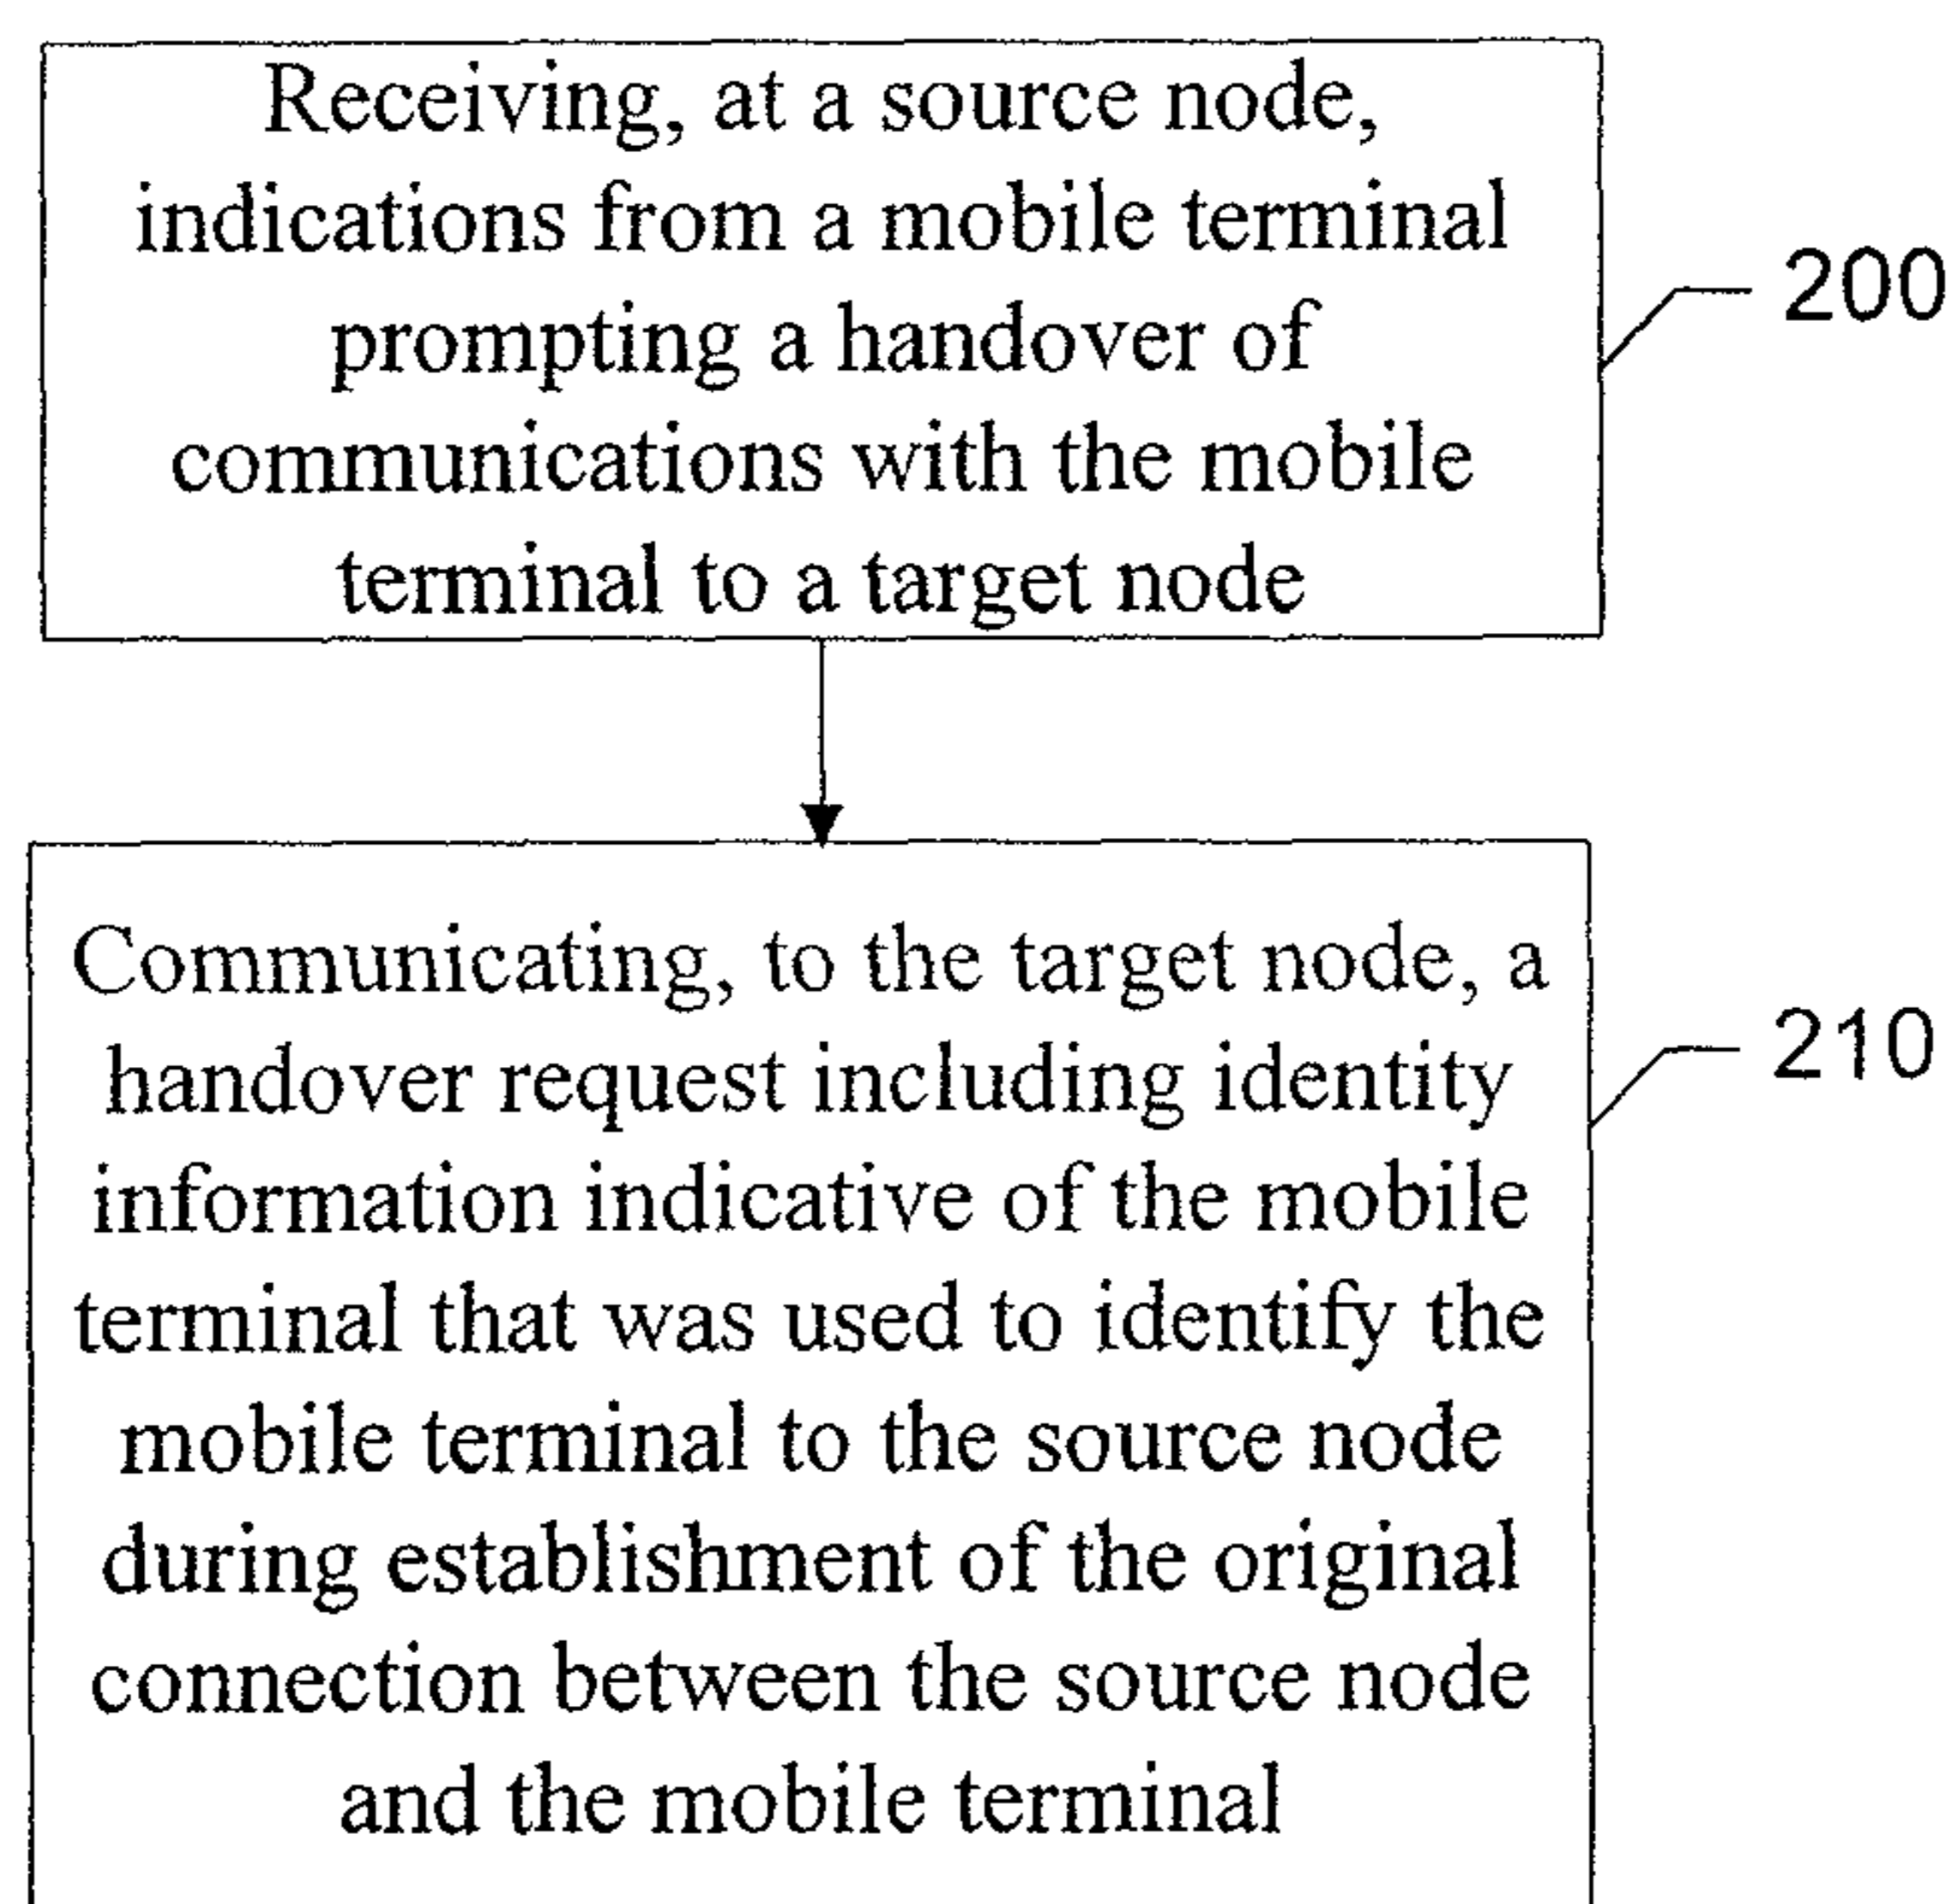 Receiving, at a source node,
indications from a mobile terminal
prompting a handover of
communications with the mobile
terminal to a target node
200
Communicating, to the target node, a
handover request including identity
information indicative of the mobile
terminal that was used to identify the
mobile terminal to the source node
during establishment of the original
connection between the source node
and the mobile terminal
210